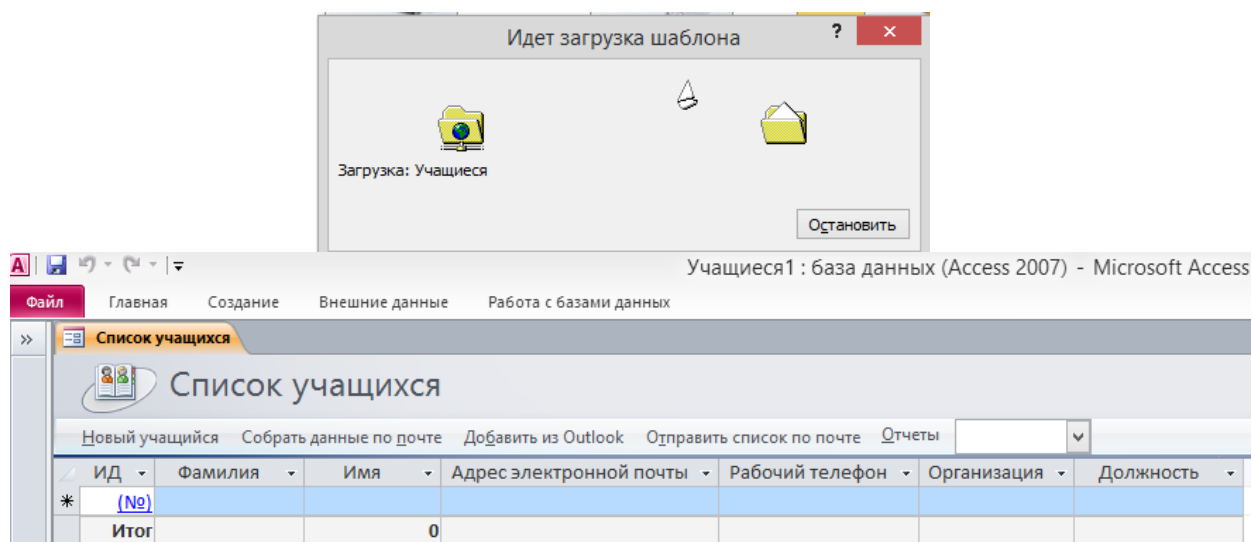 Идет загрузка шаблона
Загрузка: Учащиеся
Остановить
Учащиеся1 : база данных (Access 2007) - Microsoft Access
Файл Главная Создание Внешние данные Работа с базами данных
Список учащихся
Список учащихся
Новый учащийся Собрать данные по почте Добавить из Outlook Отправить список по почте Отчеты
ИД Фамилия Имя Адрес электронной почты Рабочий телефон Организация Должность
(№)
Итог 0